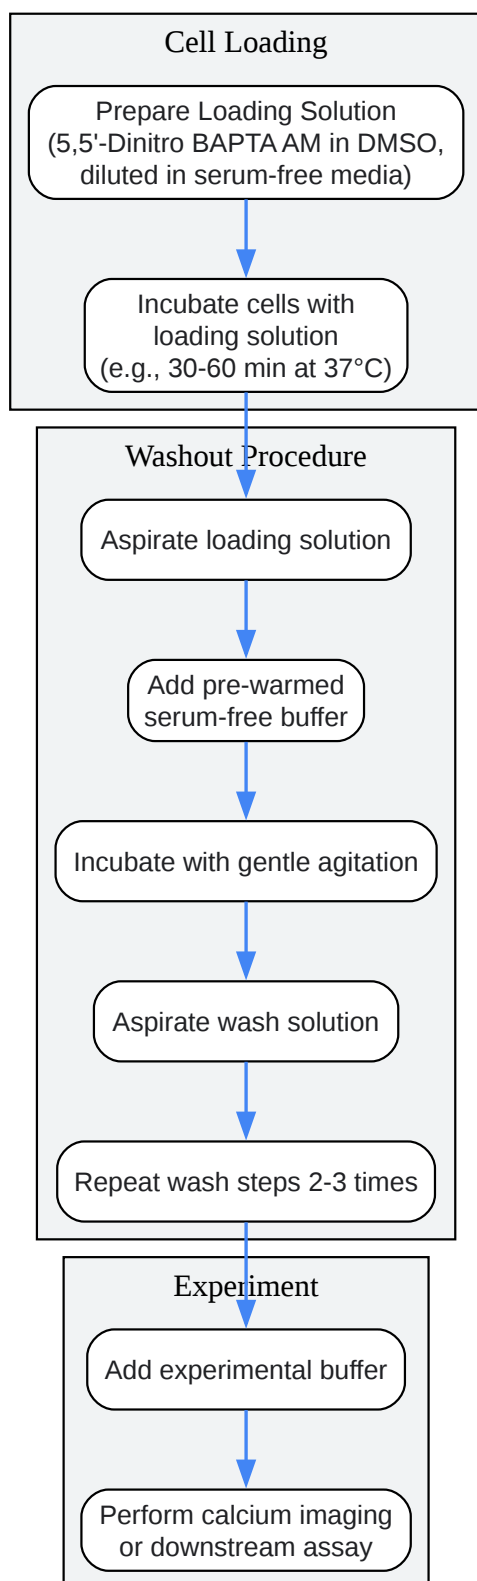 Cell Loading
Prepare Loading Solution
(5,5'-Dinitro BAPTA AM in DMSO,
diluted in serum-free media)
Incubate cells with
loading solution
(e.g., 30-60 min at 37°C)
Washout Procedure
Aspirate loading solution
Add pre-warmed
serum-free buffer
Incubate with gentle agitation
Aspirate wash solution
Repeat wash steps 2-3 times
Experiment
Add experimental buffer
Perform calcium imaging
or downstream assay